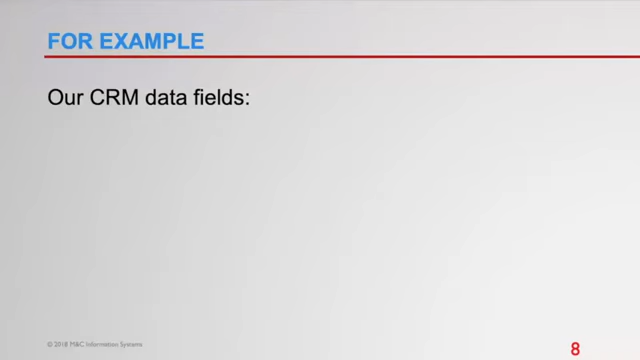 FOR EXAMPLE
Our CRM data fields:
© 2018 M&C Information Systems
8